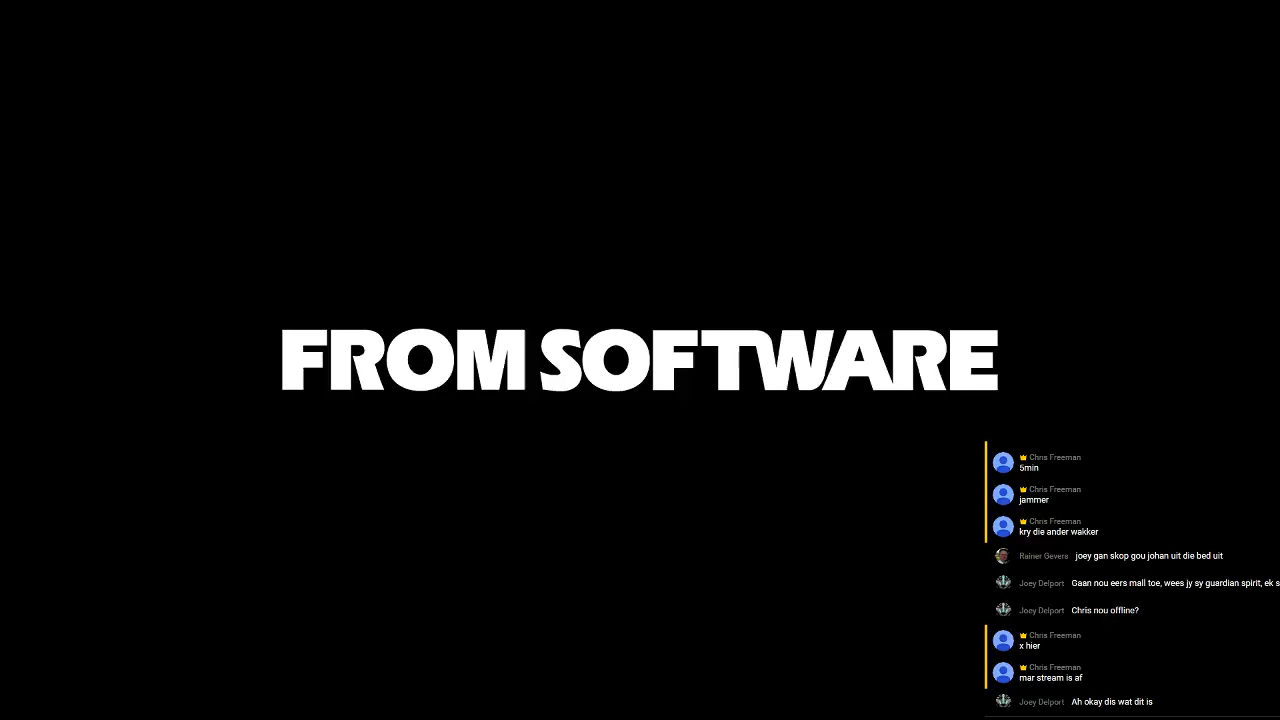 FROM SOFTWARE
Chris Freeman
5min
Chris Freeman
jammer
Chris Freeman
kry die ander wakker
Rainer Gevers joey gan skop gou johan uit die bed uit
Joey Delport Gaan nou eers mall toe, wees jy sy guardian spirit, ek s
Joey Delport Chris nou offline?
Chris Freeman
x hier
Chris Freeman
mar stream is af
Joey Delport Ah okay dis wat dit is